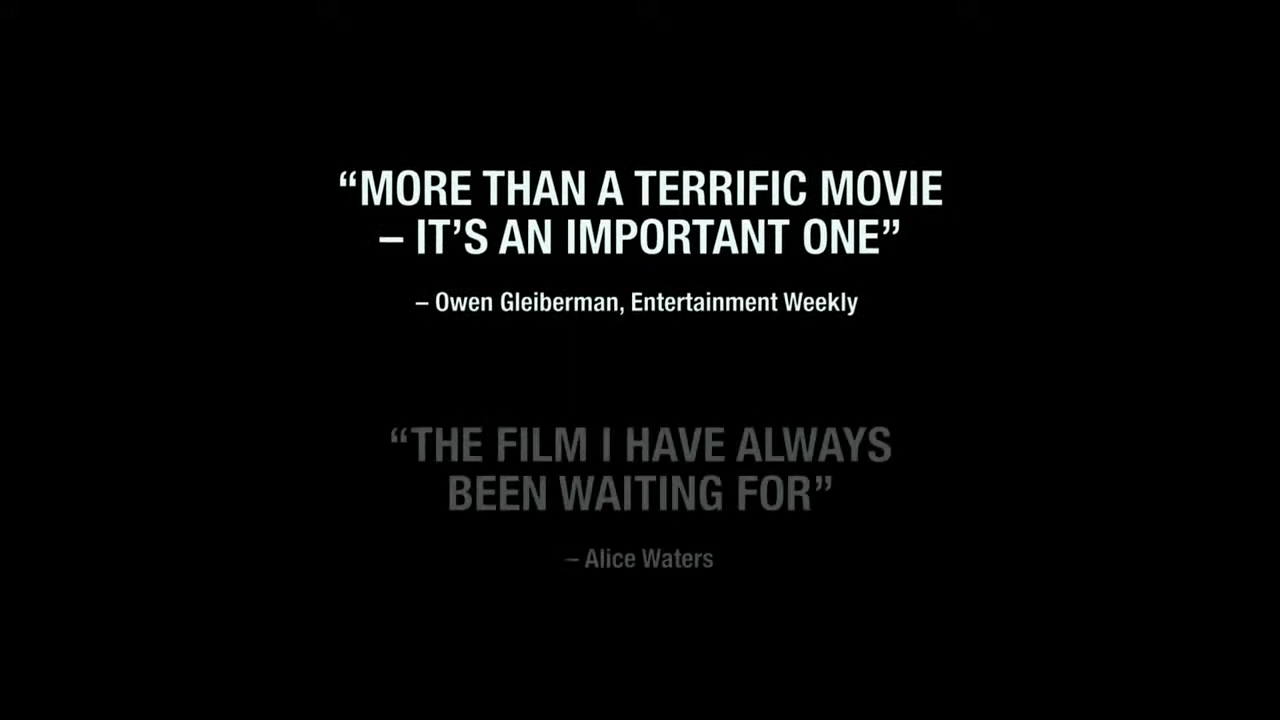 “MORE THAN A TERRIFIC MOVIE
– IT’S AN IMPORTANT ONE”
– Owen Gleiberman, Entertainment Weekly
“THE FILM I HAVE ALWAYS
BEEN WAITING FOR”
– Alice Waters